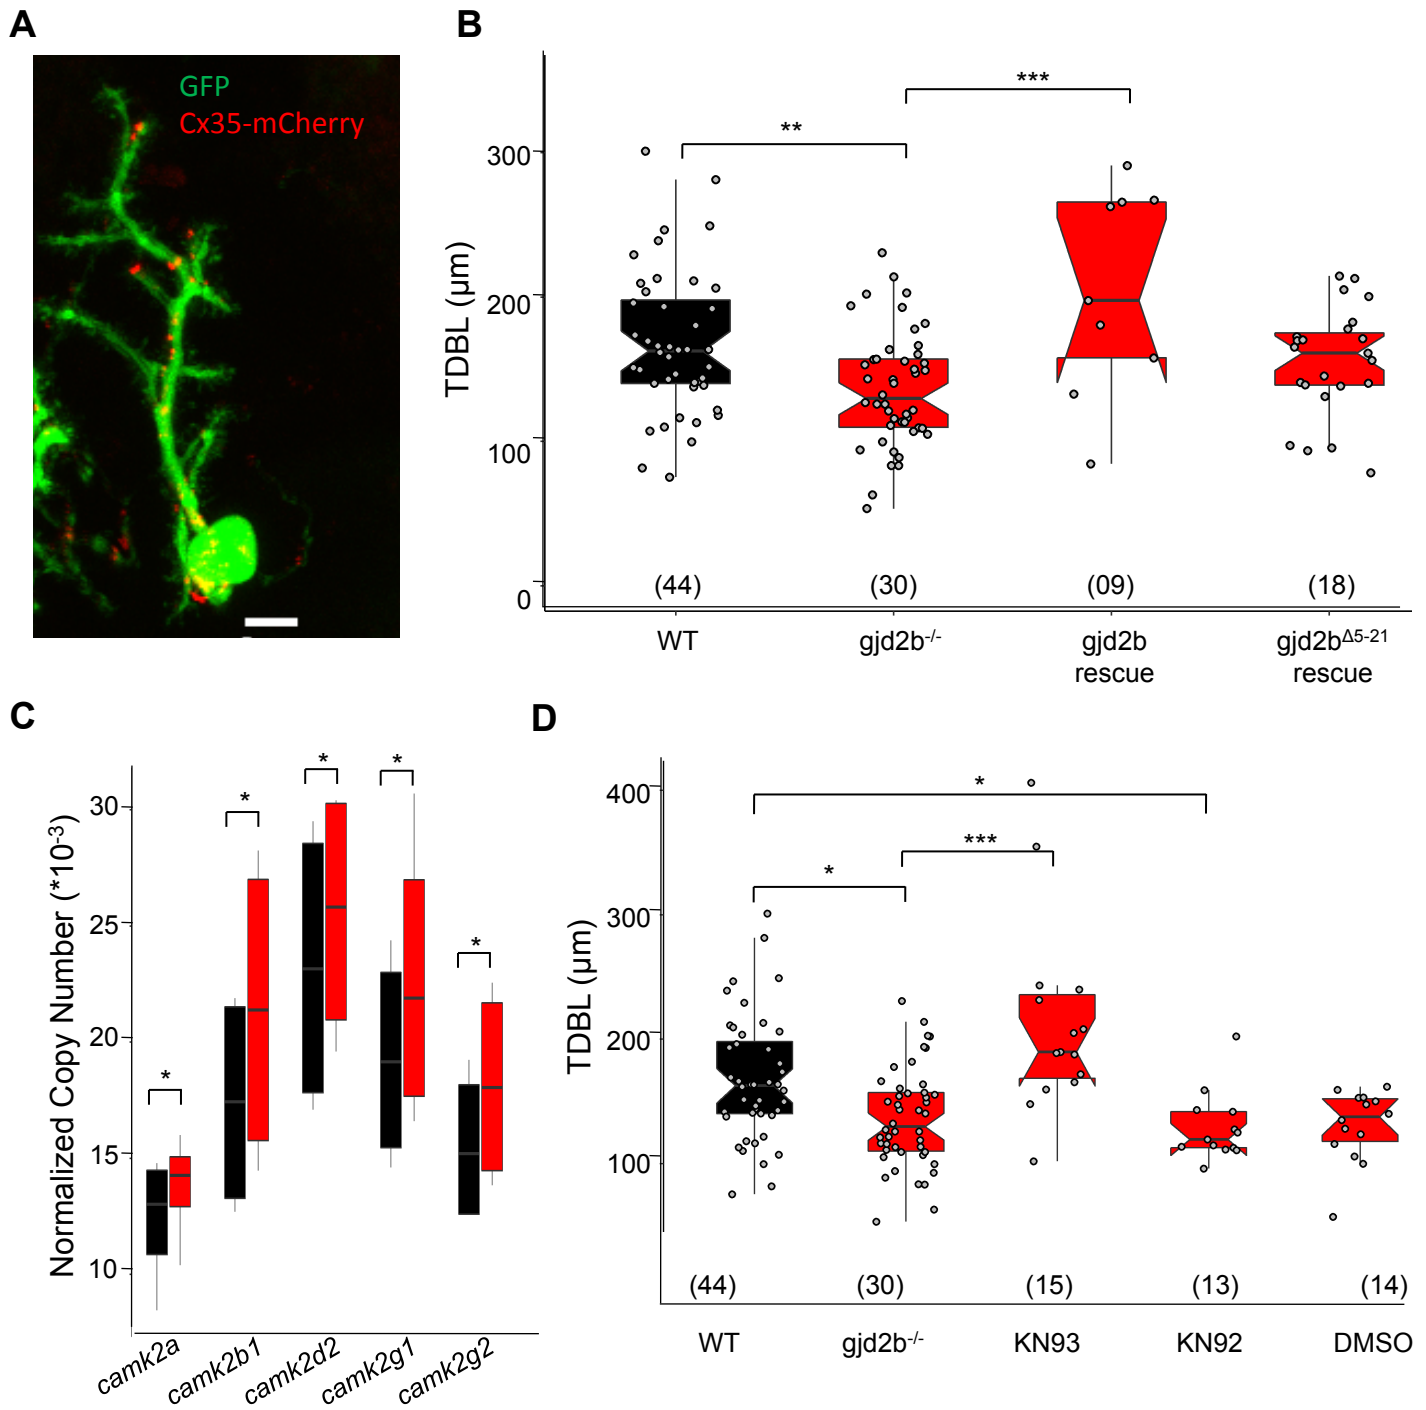 A
GFP
Cx35-mCherry
B
TDBL (µm)
300
200
100
0
**
***
(44)
(30)
(09)
(18)
WT
gjd2b-/-
gjd2b
rescue
gjd2bΔ5-21
rescue
C
Normalized Copy Number (*10-3)
30
25
20
15
10
*
*
*
*
*
camk2a
camk2b1
camk2d2
camk2g1
camk2g2
D
TDBL (µm)
400
300
200
100
*
***
*
(44)
(30)
(15)
(13)
(14)
WT
gjd2b-/-
KN93
KN92
DMSO